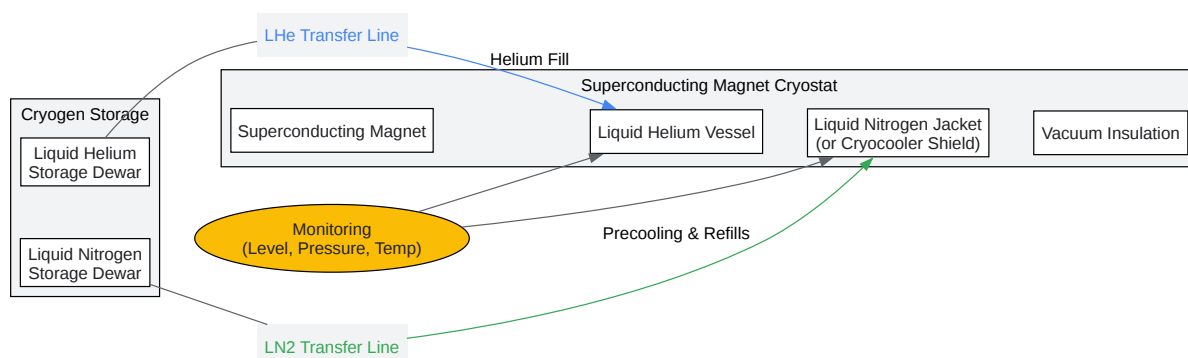 LHe Transfer Line
Helium Fill
Superconducting Magnet Cryostat
Cryogen Storage
Superconducting Magnet
Liquid Helium Vessel
Liquid Nitrogen Jacket
(or Cryocooler Shield)
Vacuum Insulation
Liquid Helium
Storage Dewar
Monitoring
(Level, Pressure, Temp)
Precooling & Refills
Liquid Nitrogen
Storage Dewar
LN2 Transfer Line